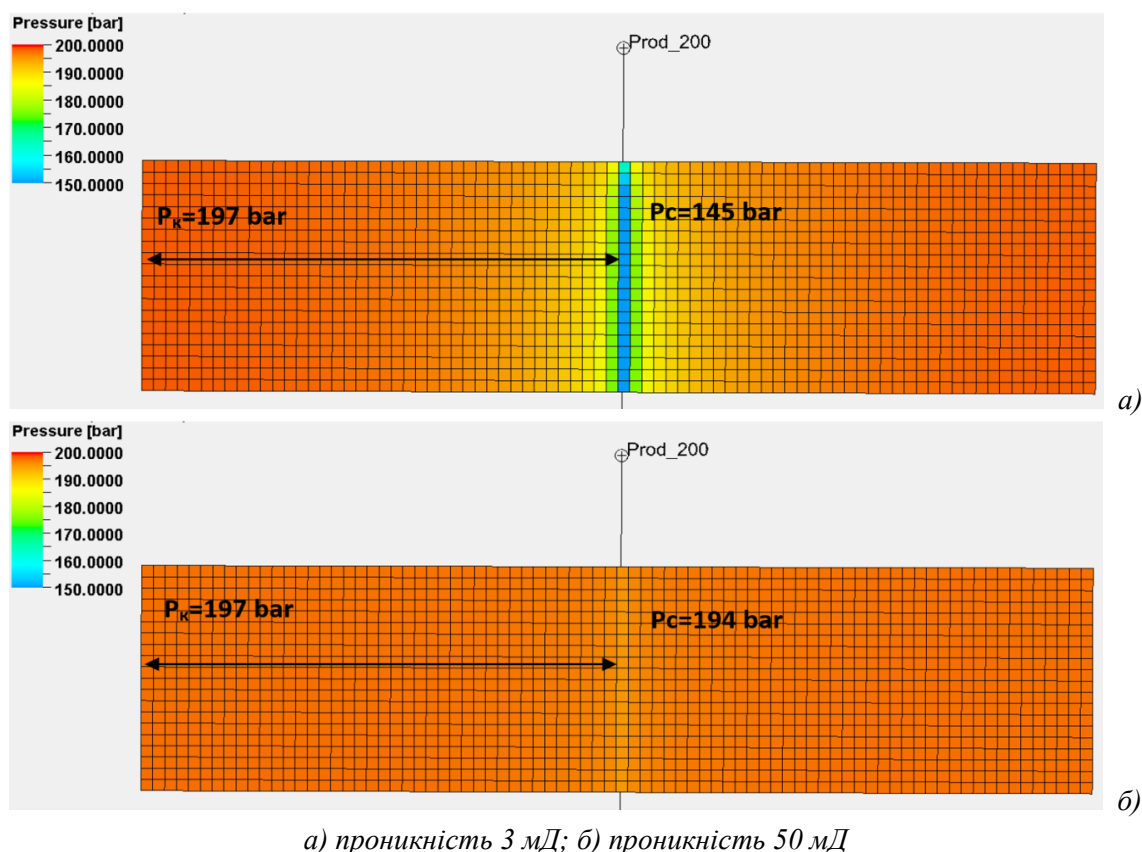 Pressure [bar]
200.0000
190.0000
180.0000
170.0000
160.0000
150.0000
Prod_200
Pк=197 bar
Pc=145 bar
а)
Pressure [bar]
200.0000
190.0000
180.0000
170.0000
160.0000
150.0000
Prod_200
Pк=197 bar
Pc=194 bar
б)
а) проникність 3 мД; б) проникність 50 мД